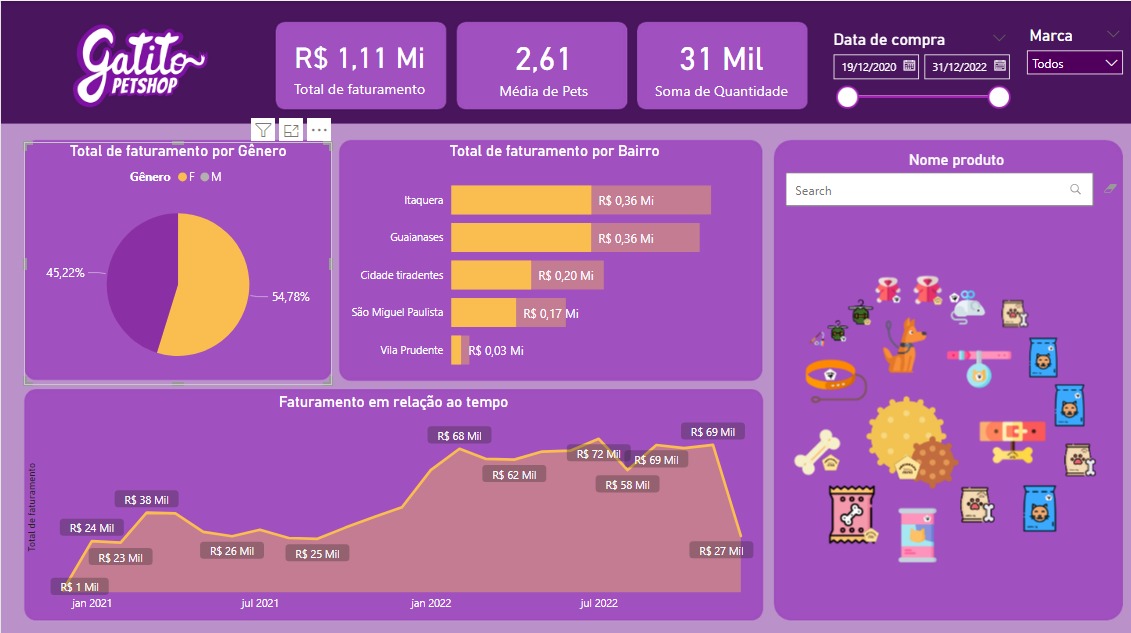 Gatito
PETSHOP
R$ 1,11 Mi
Total de faturamento
2,61
Média de Pets
31 Mil
Soma de Quantidade
Data de compra
19/12/2020
31/12/2022
Marca
Todos
Total de faturamento por Gênero
Gênero F M
45,22%
54,78%
Total de faturamento por Bairro
Itaquera R$ 0,36 Mi
Guaianases R$ 0,36 Mi
Cidade tiradentes R$ 0,20 Mi
São Miguel Paulista R$ 0,17 Mi
Vila Prudente R$ 0,03 Mi
Nome produto
Search
Faturamento em relação ao tempo
Total de faturamento
R$ 1 Mil
R$ 24 Mil
R$ 23 Mil
R$ 38 Mil
R$ 26 Mil
R$ 25 Mil
R$ 68 Mil
R$ 62 Mil
R$ 72 Mil
R$ 58 Mil
R$ 69 Mil
R$ 69 Mil
R$ 27 Mil
jan 2021
jul 2021
jan 2022
jul 2022